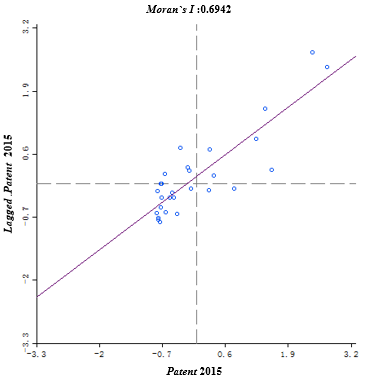 Moran`s I :0.6942
3.2
1.9
0.6
-0.7
-2
-3.3
Lagged Patent 2015
-3.3 -2 -0.7 0.6 1.9 3.2
Patent 2015